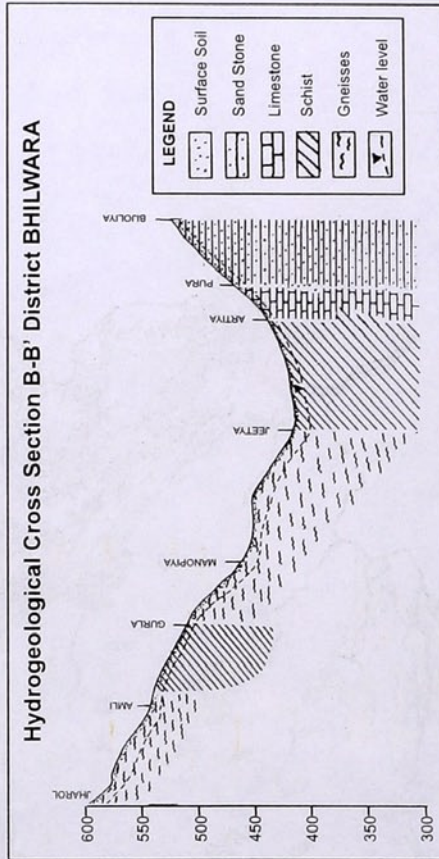 Hydrogeological Cross Section B-B' District BHILWARA
JHAROL
AMLI
GURLA
MANOPIYA
JEETYA
ARTIYA
PURA
BIJOLIYA
600
550
500
450
400
350
300
LEGEND
Surface Soil
Sand Stone
Limestone
Schist
Gneisses
Water level